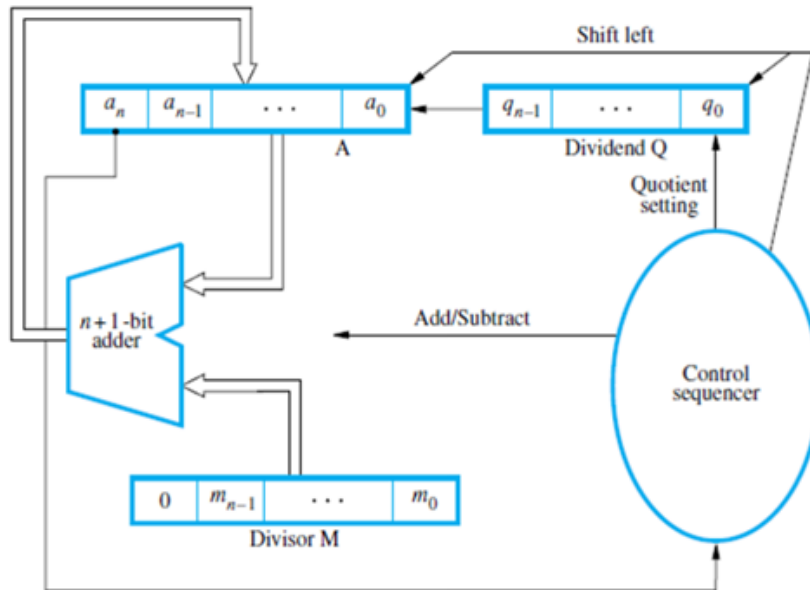 Shift left
aₙ aₙ₋₁ · · · a₀
qₙ₋₁ · · · q₀
A
Dividend Q
Quotient
setting
n + 1-bit
adder
Add/Subtract
Control
sequencer
0 mₙ₋₁ · · · m₀
Divisor M